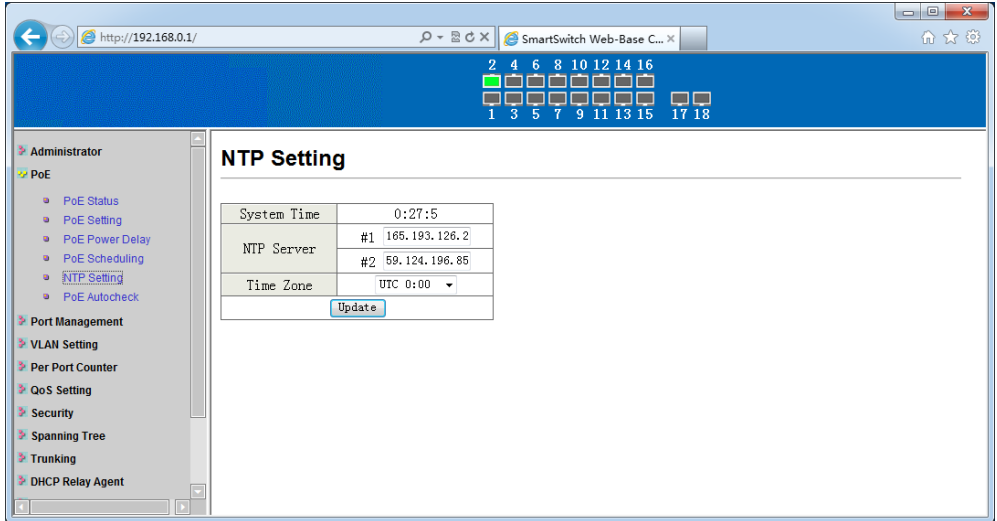 http://192.168.0.1/
SmartSwitch Web-Base C...
2 4 6 8 10 12 14 16
1 3 5 7 9 11 13 15 17 18
Administrator
PoE
PoE Status
PoE Setting
PoE Power Delay
PoE Scheduling
NTP Setting
PoE Autocheck
Port Management
VLAN Setting
Per Port Counter
QoS Setting
Security
Spanning Tree
Trunking
DHCP Relay Agent
NTP Setting
System Time 0:27:5
NTP Server #1 165.193.126.2
#2 59.124.196.85
Time Zone UTC 0:00
Update